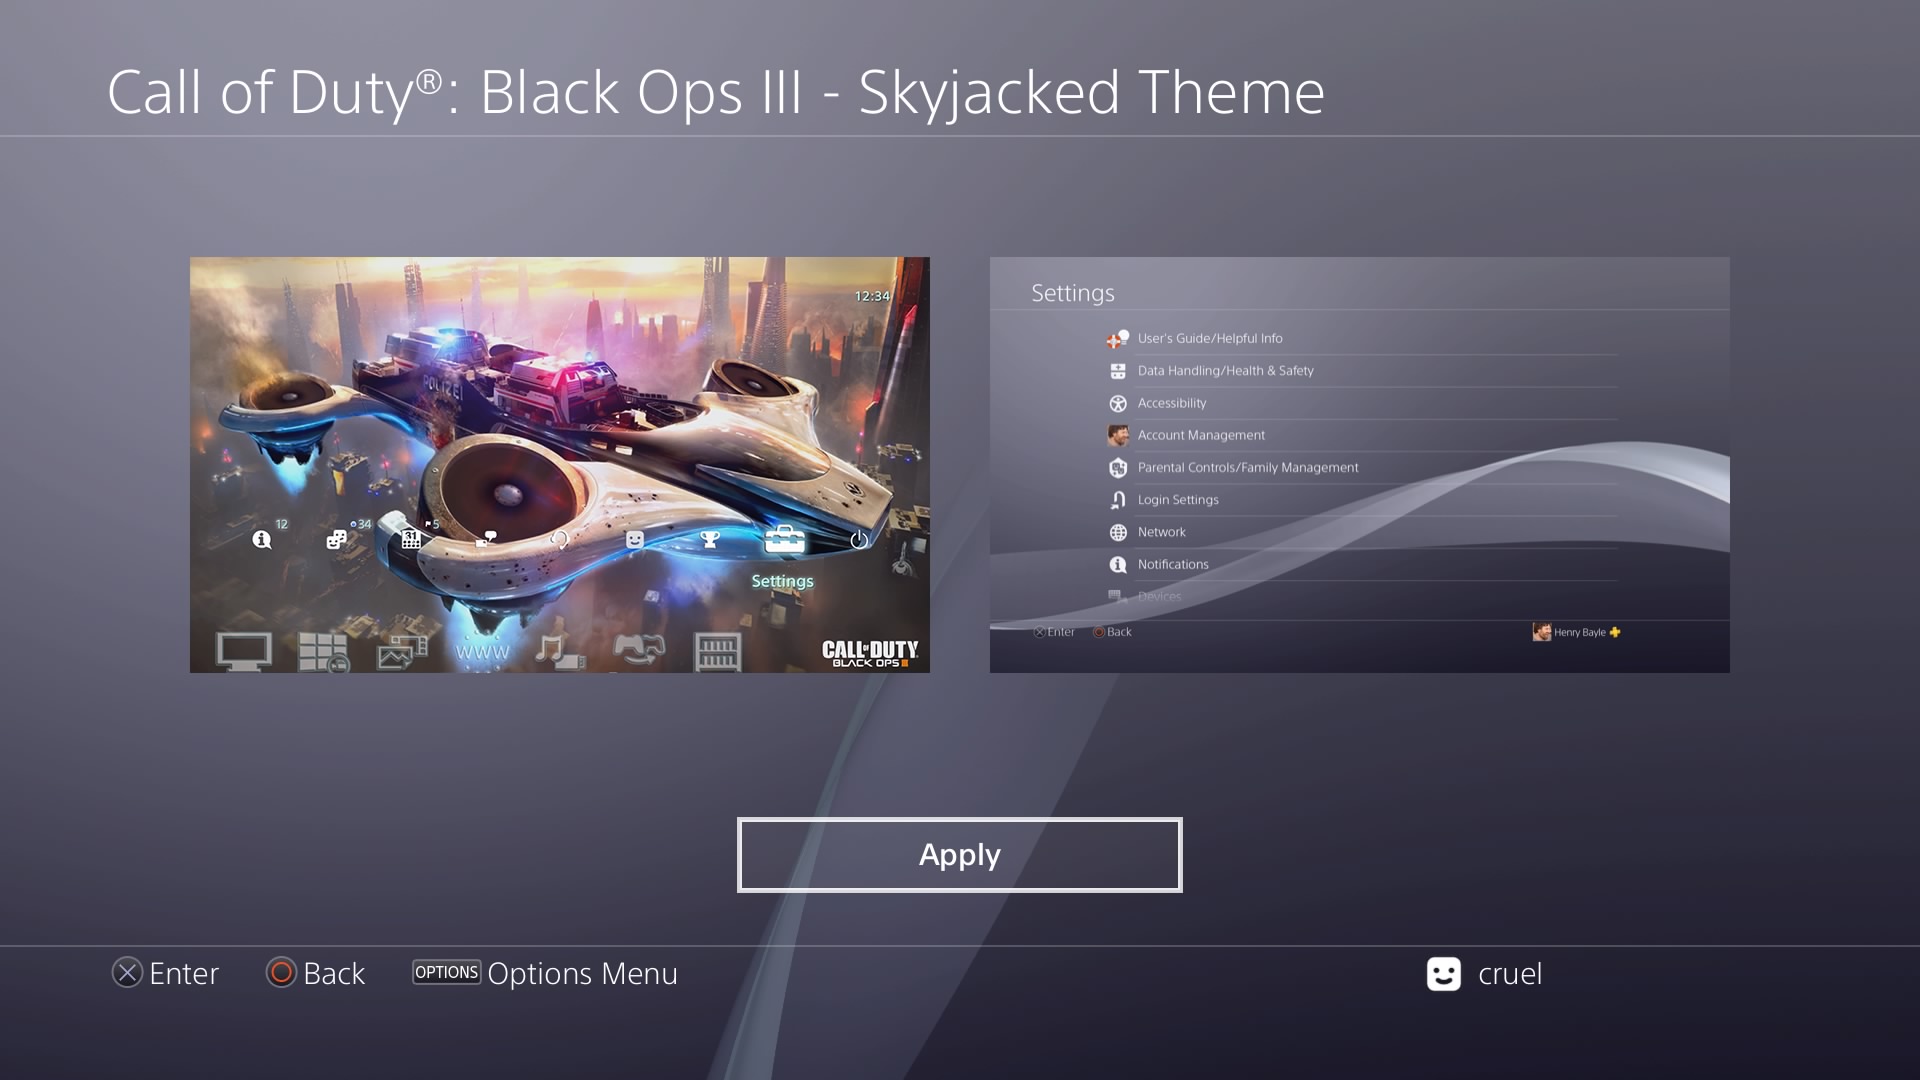 Call of Duty®: Black Ops III - Skyjacked Theme
12:34
POLIZEI
12
34
31
5
Settings
www
CALL OF DUTY
BLACK OPS III
Settings
User's Guide/Helpful Info
Data Handling/Health & Safety
Accessibility
Account Management
Parental Controls/Family Management
Login Settings
Network
Notifications
Devices
Enter Back
Henry Bayle
Apply
Enter Back OPTIONS Options Menu
cruel